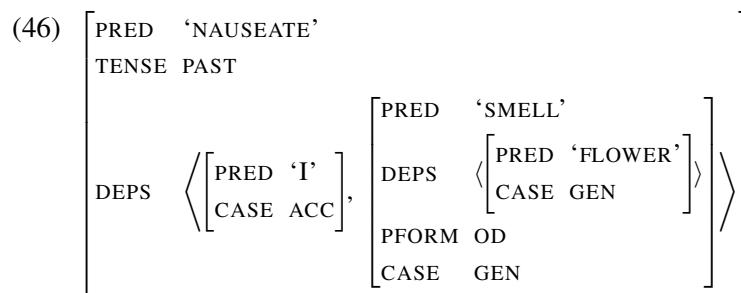 (46) PRED ‘NAUSEATE’
TENSE PAST
PRED ‘SMELL’
DEPS ⟨[PRED ‘I’ CASE ACC], DEPS ⟨[PRED ‘FLOWER’ CASE GEN]⟩⟩
PFORM OD
CASE GEN